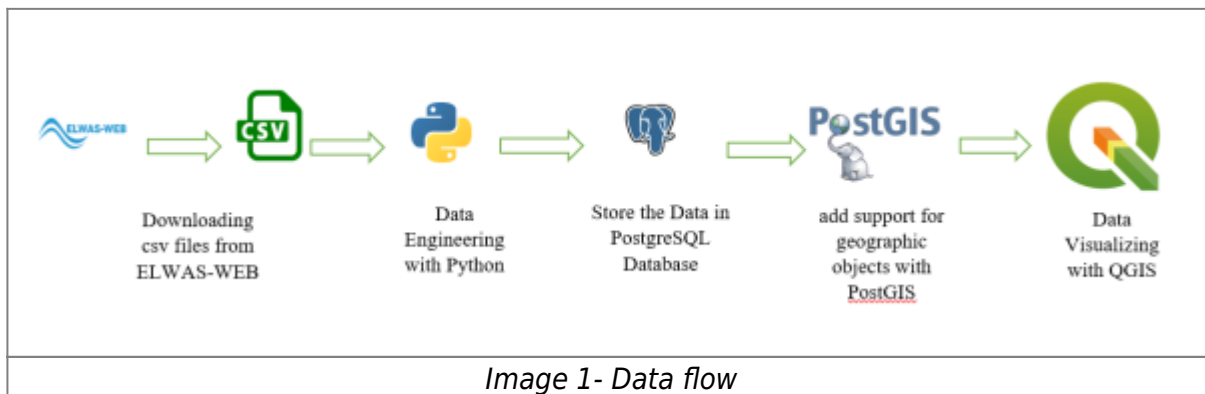 ELWAS-WEB
CSV
PostGIS
Downloading
csv files from
ELWAS-WEB
Data
Engineering
with Python
Store the Data in
PostgreSQL
Database
add support for
geographic
objects with
PostGIS
Data
Visualizing
with QGIS
Image 1- Data flow